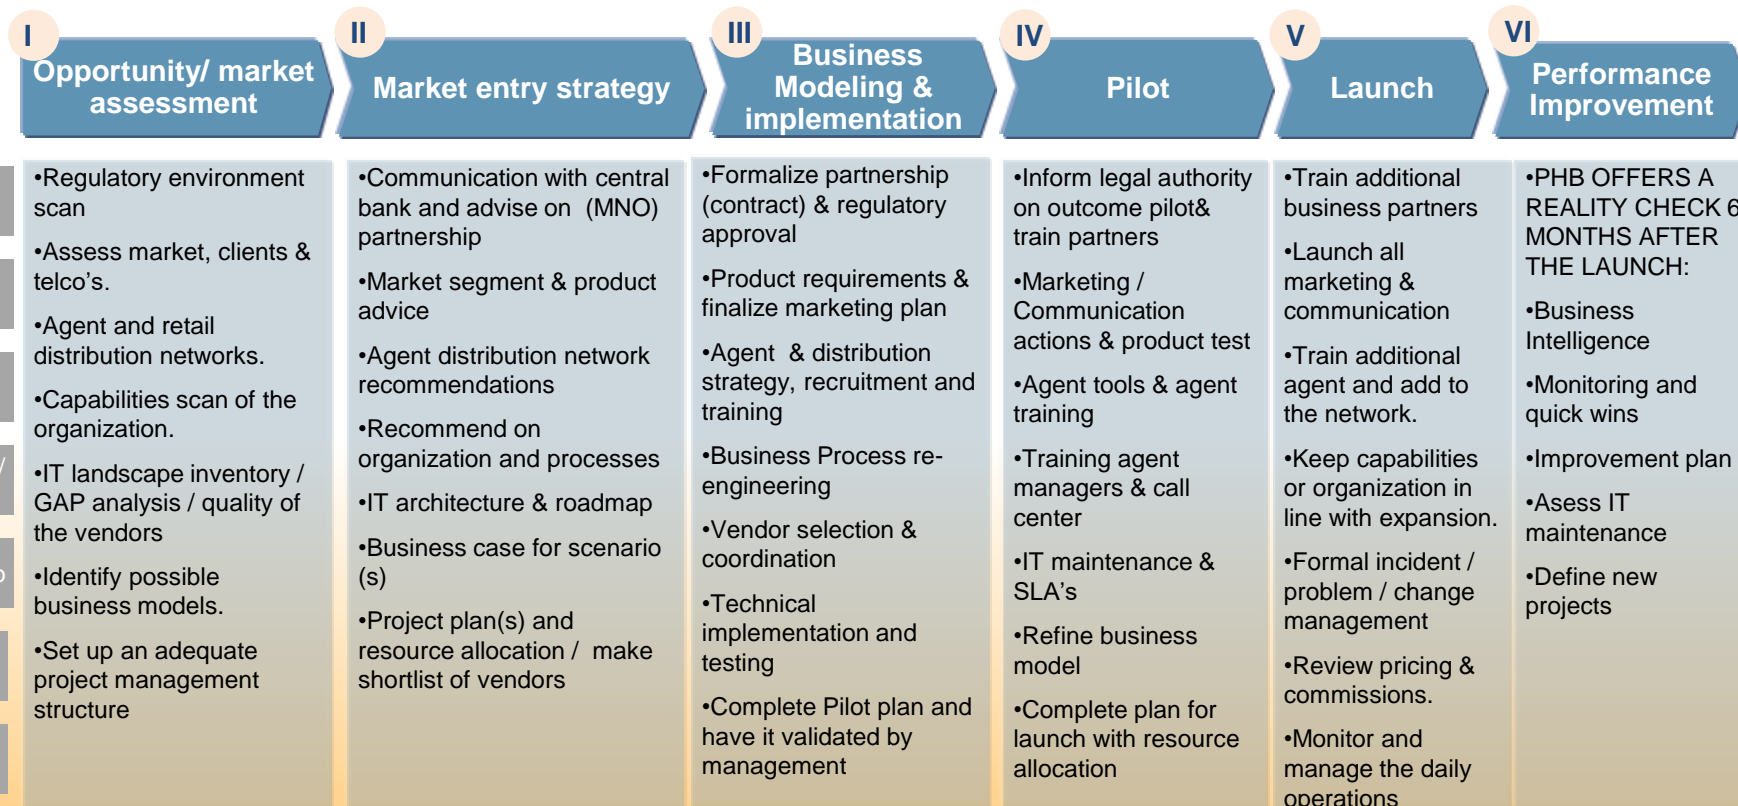 I
Opportunity/ market
assessment
II
Market entry strategy
III
Business
Modeling &
implementation
IV
Pilot
V
Launch
VI
Performance
Improvement
•Regulatory environment
scan
•Assess market, clients &
telco's.
•Agent and retail
distribution networks.
•Capabilities scan of the
organization.
•IT landscape inventory /
GAP analysis / quality of
the vendors
•Identify possible
business models.
•Set up an adequate
project management
structure
•Communication with central
bank and advise on (MNO)
partnership
•Market segment & product
advice
•Agent distribution network
recommendations
•Recommend on
organization and processes
•IT architecture & roadmap
•Business case for scenario
(s)
•Project plan(s) and
resource allocation / make
shortlist of vendors
•Formalize partnership
(contract) & regulatory
approval
•Product requirements &
finalize marketing plan
•Agent & distribution
strategy, recruitment and
training
•Business Process re-
engineering
•Vendor selection &
coordination
•Technical
implementation and
testing
•Complete Pilot plan and
have it validated by
management
•Inform legal authority
on outcome pilot&
train partners
•Marketing /
Communication
actions & product test
•Agent tools & agent
training
•Training agent
managers & call
center
•IT maintenance &
SLA's
•Refine business
model
•Complete plan for
launch with resource
allocation
•Train additional
business partners
•Launch all
marketing &
communication
•Train additional
agent and add to
the network.
•Keep capabilities
or organization in
line with expansion.
•Formal incident /
problem / change
management
•Review pricing &
commissions.
•Monitor and
manage the daily
operations
•PHB OFFERS A
REALITY CHECK 6
MONTHS AFTER
THE LAUNCH:
•Business
Intelligence
•Monitoring and
quick wins
•Improvement plan
•Asess IT
maintenance
•Define new
projects